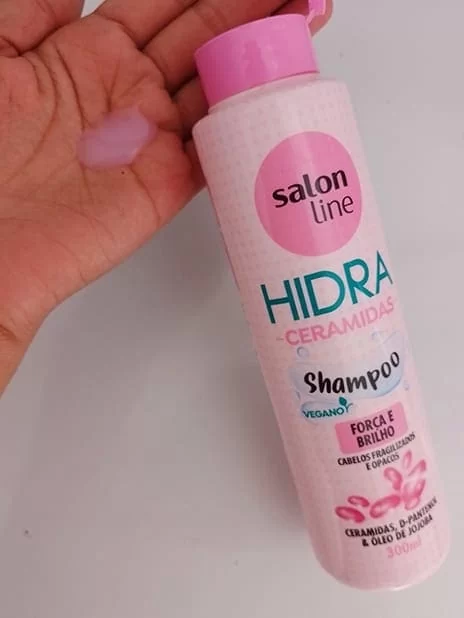 salon
line
HIDRA
CERAMIDAS
Shampoo
VEGANO
FORÇA E
BRILHO
CABELOS FRAGILIZADOS
E OPACOS
CERAMIDAS, D-PANTENOL
& ÓLEO DE JOJOBA
300ml